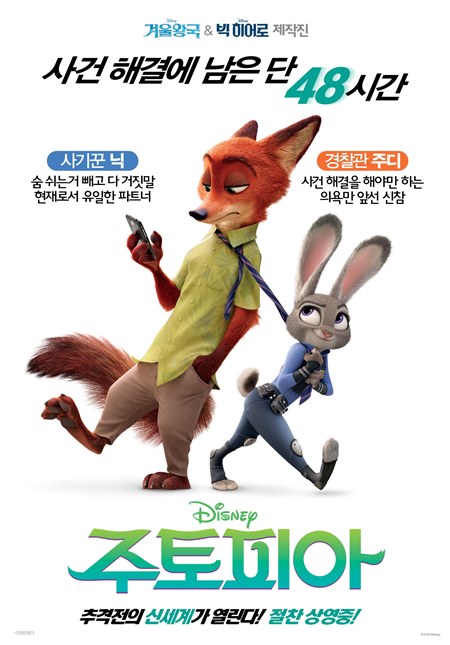 겨울왕국 & 빅 히어로 제작진
사건 해결에 남은 단 48시간
사기꾼 닉
숨 쉬는거 빼고 다 거짓말
현재로서 유일한 파트너
경찰관 주디
사건 해결을 해야만 하는
의욕만 앞선 신참
Disney
주토피아
추격전의 신세계가 열린다! 절찬 상영중!